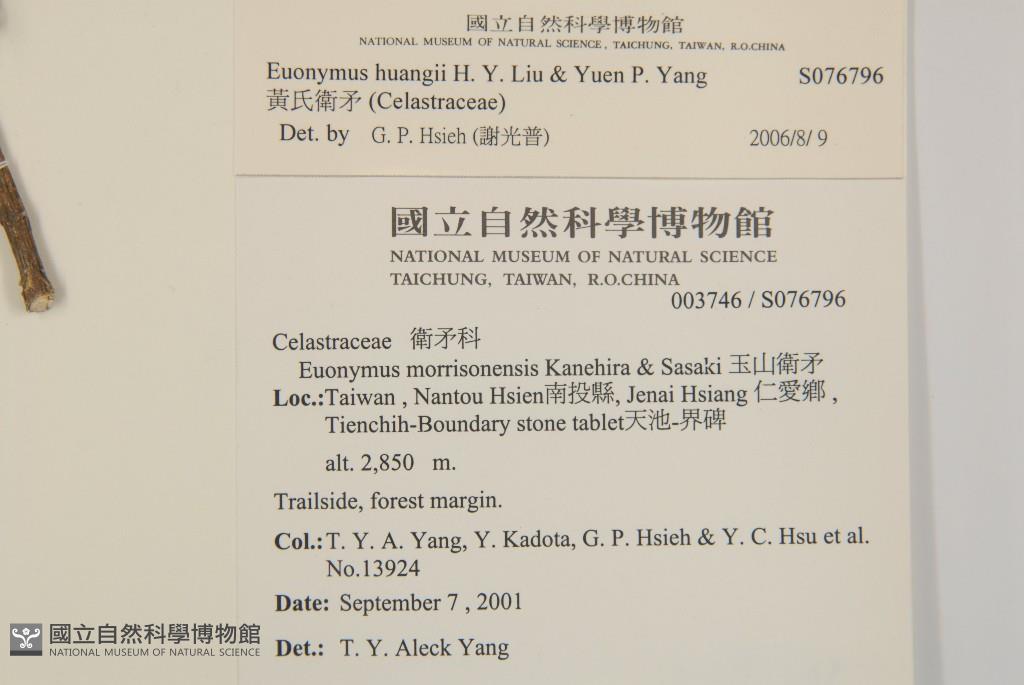 國立自然科學博物館
NATIONAL MUSEUM OF NATURAL SCIENCE, TAICHUNG, TAIWAN, R.O.CHINA
Euonymus huangii H. Y. Liu & Yuen P. Yang S076796
黃氏衛矛 (Celastraceae)
Det. by G. P. Hsieh (謝光普) 2006/8/ 9
國立自然科學博物館
NATIONAL MUSEUM OF NATURAL SCIENCE
TAICHUNG, TAIWAN, R.O.CHINA
003746 / S076796
Celastraceae 衛矛科
Euonymus morrisonensis Kanehira & Sasaki 玉山衛矛
Loc.:Taiwan , Nantou Hsien南投縣, Jenai Hsiang 仁愛鄉 ,
Tienchih-Boundary stone tablet天池-界碑
alt. 2,850 m.
Trailside, forest margin.
Col.: T. Y. A. Yang, Y. Kadota, G. P. Hsieh & Y. C. Hsu et al.
No.13924
Date: September 7 , 2001
Det.: T. Y. Aleck Yang
國立自然科學博物館
NATIONAL MUSEUM OF NATURAL SCIENCE